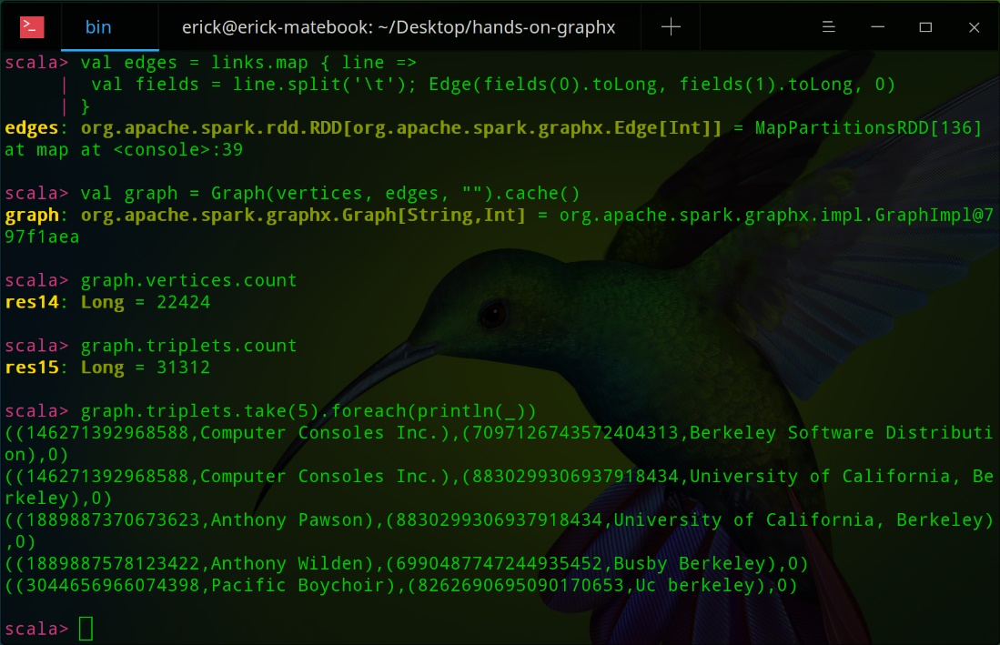 >_
bin
erick@erick-matebook: ~/Desktop/hands-on-graphx
scala> val edges = links.map { line =>
     |  val fields = line.split('\t'); Edge(fields(0).toLong, fields(1).toLong, 0)
     | }
edges: org.apache.spark.rdd.RDD[org.apache.spark.graphx.Edge[Int]] = MapPartitionsRDD[136]
at map at <console>:39
scala> val graph = Graph(vertices, edges, "").cache()
graph: org.apache.spark.graphx.Graph[String,Int] = org.apache.spark.graphx.impl.GraphImpl@7
97f1aea
scala> graph.vertices.count
res14: Long = 22424
scala> graph.triplets.count
res15: Long = 31312
scala> graph.triplets.take(5).foreach(println(_))
((146271392968588,Computer Consoles Inc.),(7097126743572404313,Berkeley Software Distributi
on),0)
((146271392968588,Computer Consoles Inc.),(8830299306937918434,University of California, Be
rkeley),0)
((1889887370673623,Anthony Pawson),(8830299306937918434,University of California, Berkeley)
,0)
((1889887578123422,Anthony Wilden),(6990487747244935452,Busby Berkeley),0)
((3044656966074398,Pacific Boychoir),(8262690695090170653,Uc berkeley),0)
scala>